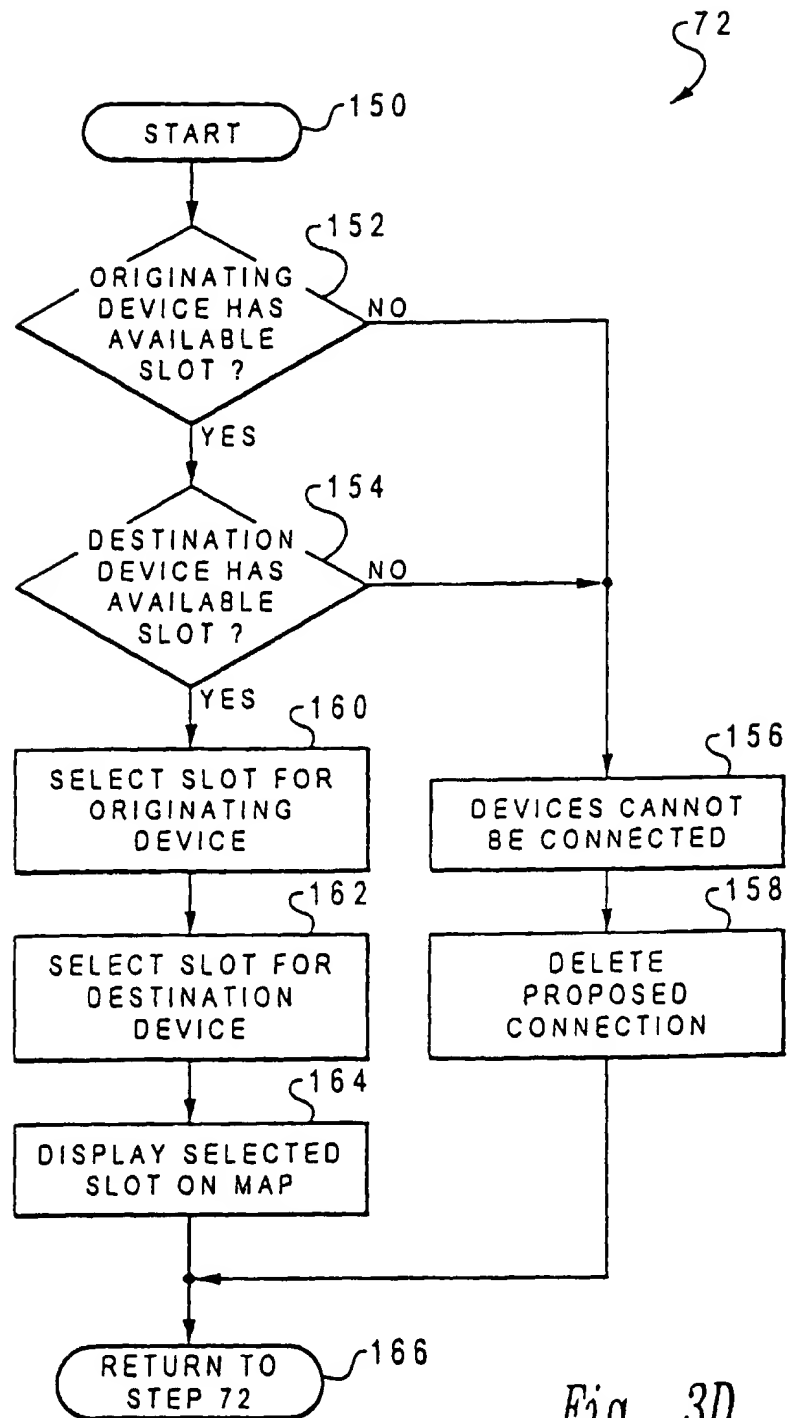 72
150
START
152
ORIGINATING
DEVICE HAS
AVAILABLE
SLOT ?
NO
YES
154
DESTINATION
DEVICE HAS
AVAILABLE
SLOT ?
NO
YES
160
SELECT SLOT FOR
ORIGINATING
DEVICE
156
DEVICES CANNOT
BE CONNECTED
162
SELECT SLOT FOR
DESTINATION
DEVICE
158
DELETE
PROPOSED
CONNECTION
164
DISPLAY SELECTED
SLOT ON MAP
166
RETURN TO
STEP 72
Fig. 3D